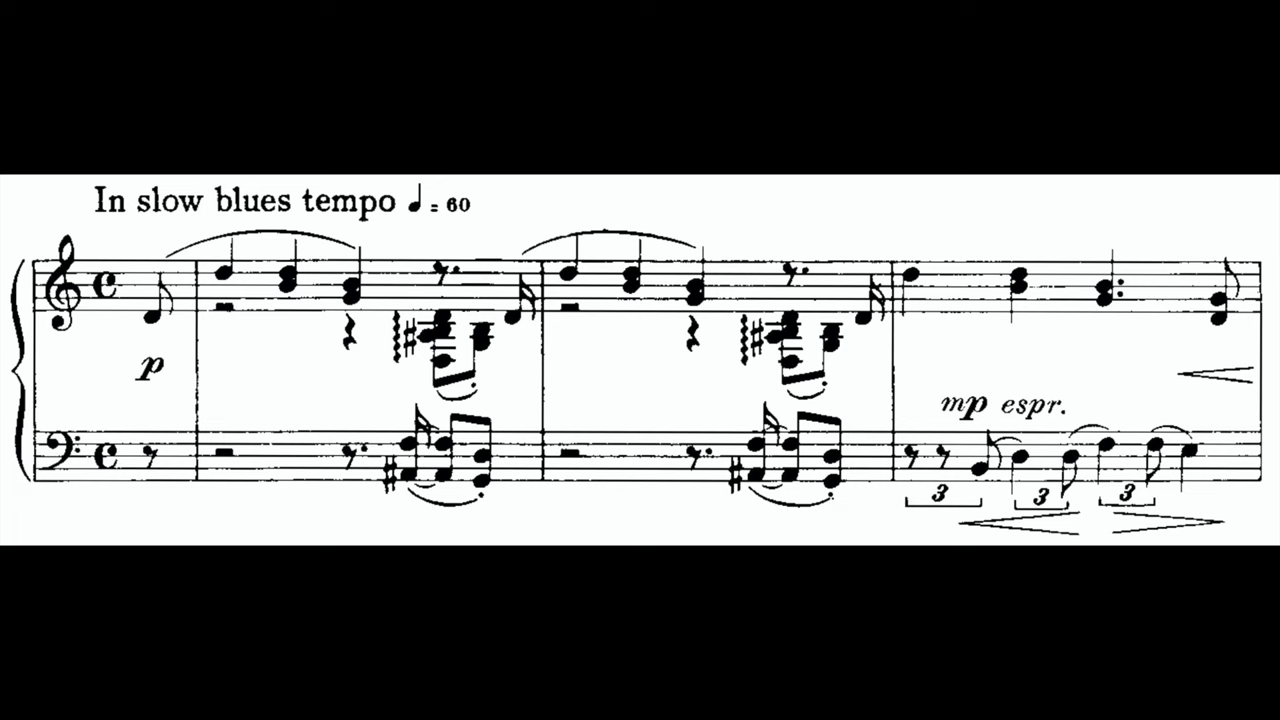 In slow blues tempo ♩ = 60
p
mp espr.
3 3 3